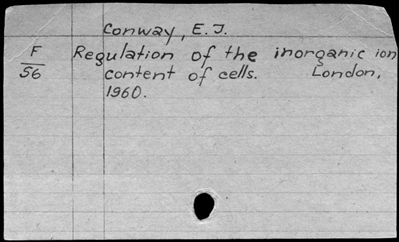 Conway, E. J.
F Regulation of the inorganic ion
56 content of cells. London,
1960.